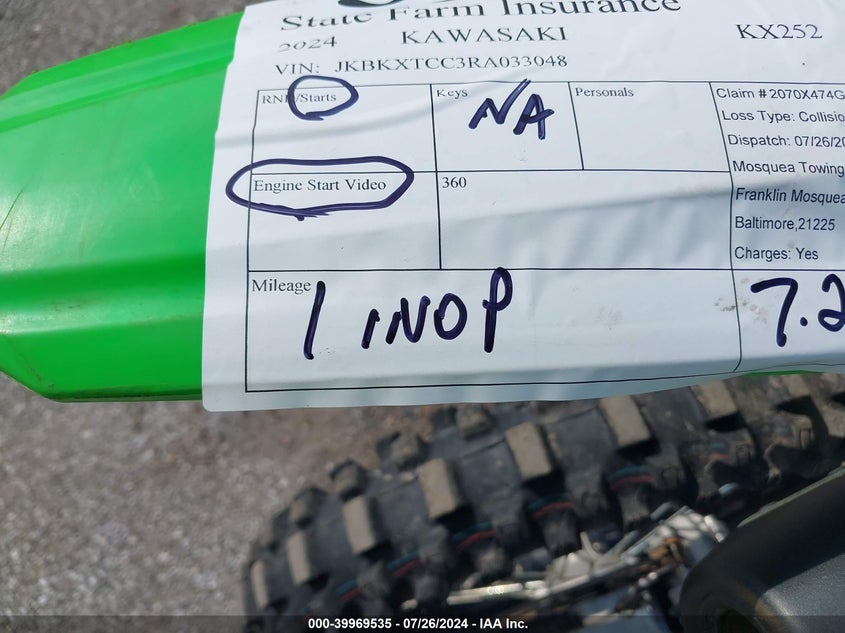 State Farm Insurance
2024 KAWASAKI KX252
VIN: JKBKXTCC3RA033048
/Starts
Keys
NA
Personals
Claim #2070X474G
Loss Type: Collisio
Dispatch: 07/26/20
Mosquea Towing
Franklin Mosquea
Baltimore,21225
Charges: Yes
Engine Start Video
360
Mileage
1 INOP
7.2
000-39969535 - 07/26/2024 - IAA Inc.